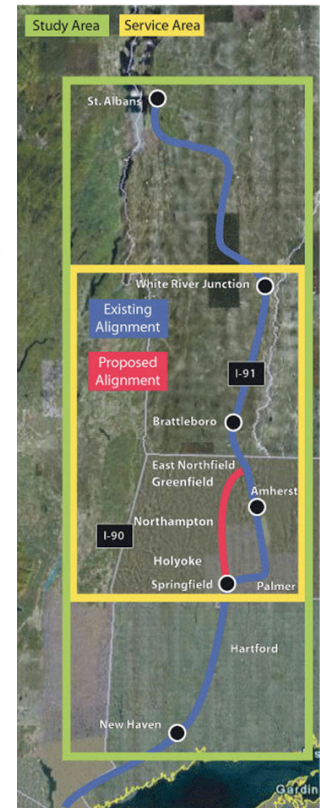 Study Area
Service Area
St. Albans
White River Junction
Existing
Alignment
Proposed
Alignment
I-91
Brattleboro
East Northfield
Greenfield
Amherst
Northampton
I-90
Holyoke
Springfield
Palmer
Hartford
New Haven
Gardin